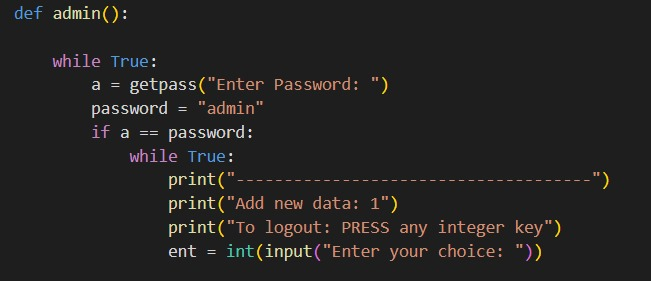 def admin():
    while True:
        a = getpass("Enter Password: ")
        password = "admin"
        if a == password:
            while True:
                print("-------------------------------------")
                print("Add new data: 1")
                print("To logout: PRESS any integer key")
                ent = int(input("Enter your choice: "))